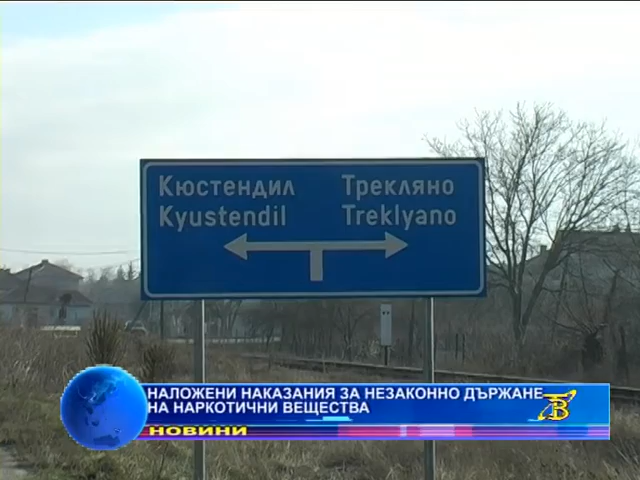 Кюстендил Трекляно
Kyustendil Treklyano
НАЛОЖЕНИ НАКАЗАНИЯ ЗА НЕЗАКОННО ДЪРЖАНЕ
НА НАРКОТИЧНИ ВЕЩЕСТВА
НОВИНИ